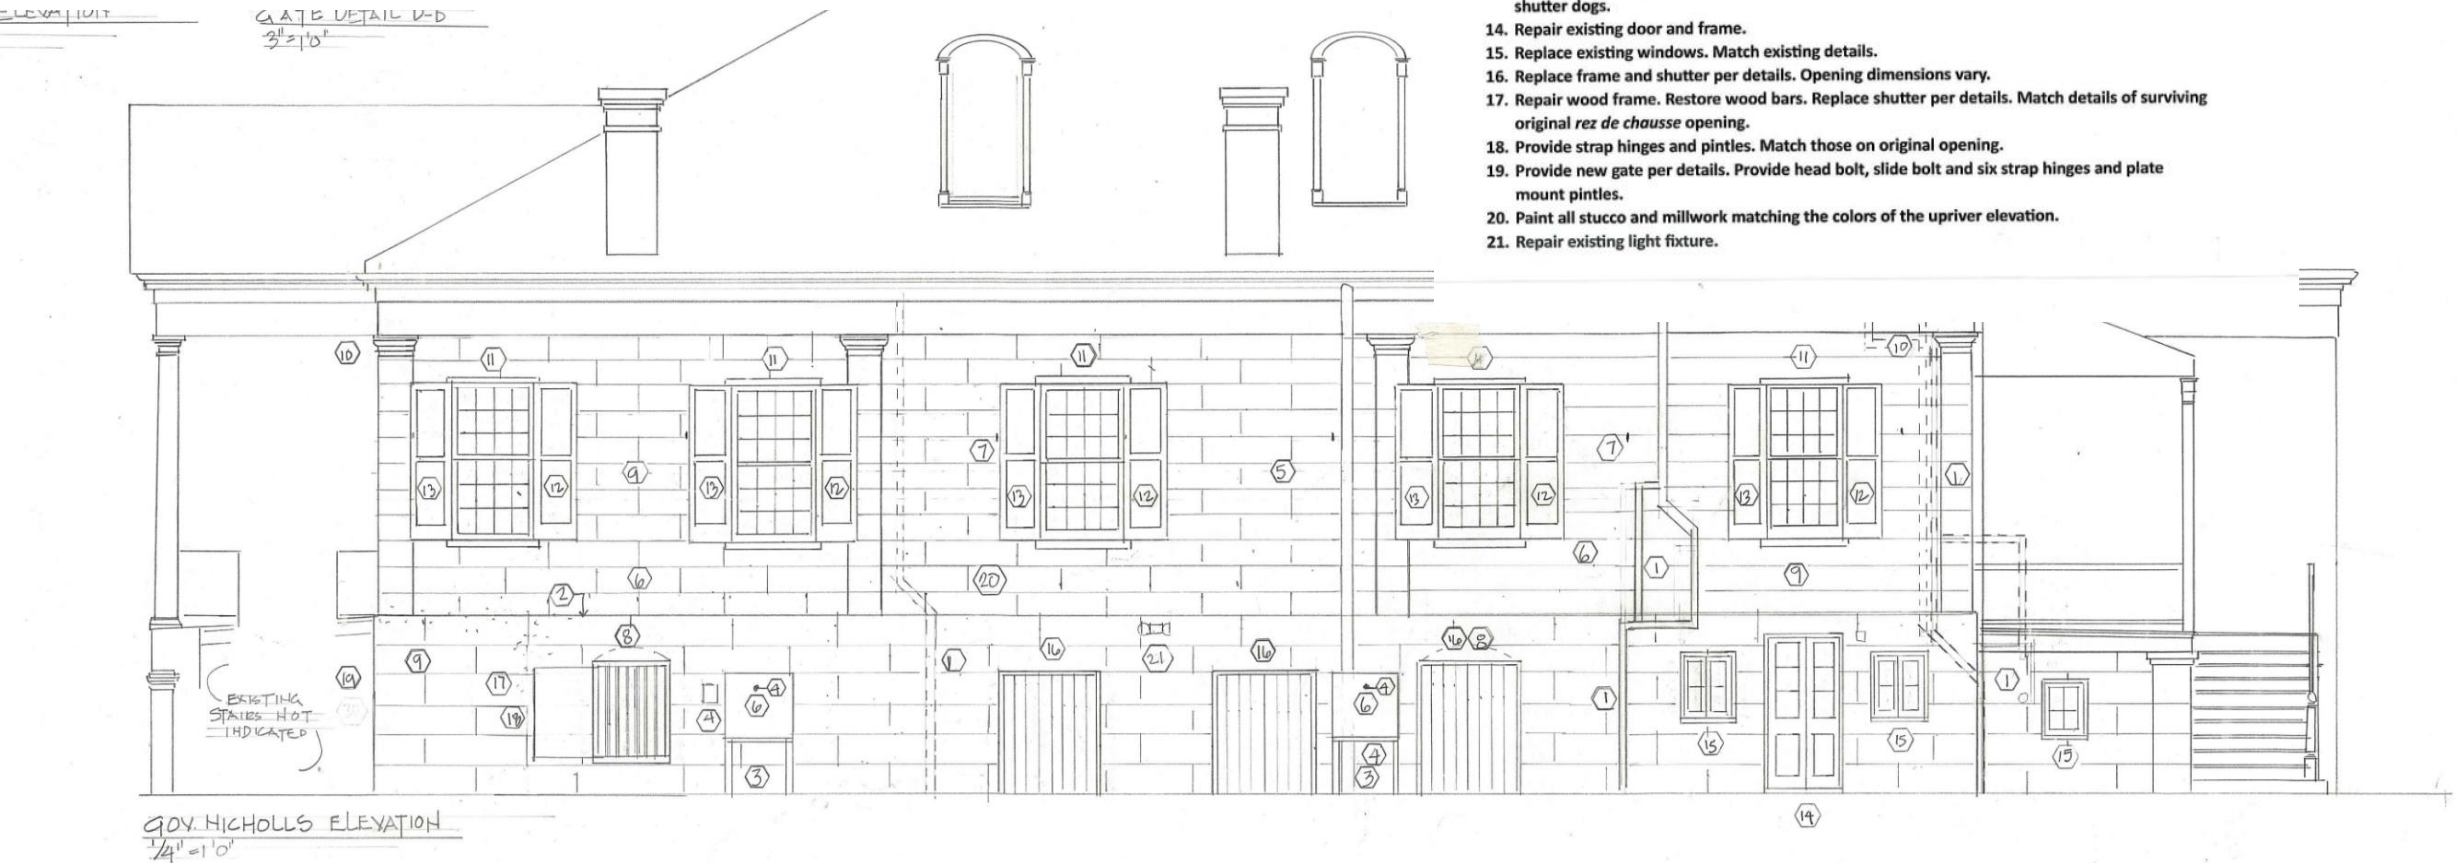 ELEVATION
GATE DETAIL D-D
3"=1'0"
shutter dogs.
14. Repair existing door and frame.
15. Replace existing windows. Match existing details.
16. Replace frame and shutter per details. Opening dimensions vary.
17. Repair wood frame. Restore wood bars. Replace shutter per details. Match details of surviving
original rez de chausse opening.
18. Provide strap hinges and pintles. Match those on original opening.
19. Provide new gate per details. Provide head bolt, slide bolt and six strap hinges and plate
mount pintles.
20. Paint all stucco and millwork matching the colors of the upriver elevation.
21. Repair existing light fixture.
10 11 11 11 11 11 10
13 12 9 13 12 7 13 12 5 13 12 7 13 12 1
6 2 20 6 1 9
8 16 21 16 16 8
9 19 17 18 4 4 6 3 1 4 6 4 3 1 15 15 1 15
EXISTING
STAIRS NOT
INDICATED
14
GOV. NICHOLLS ELEVATION
1/4"=1'0"